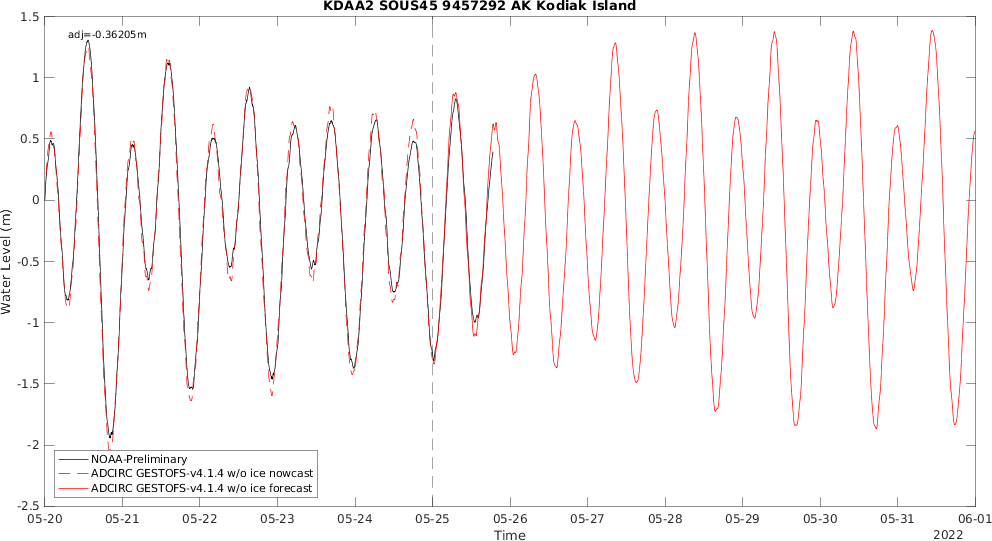 KDAA2 SOUS45 9457292 AK Kodiak Island
adj=-0.36205m
1.5
1
0.5
0
-0.5
-1
-1.5
-2
-2.5
Water Level (m)
NOAA-Preliminary
ADCIRC GESTOFS-v4.1.4 w/o ice nowcast
ADCIRC GESTOFS-v4.1.4 w/o ice forecast
05-20 05-21 05-22 05-23 05-24 05-25 05-26 05-27 05-28 05-29 05-30 05-31 06-01
Time
2022